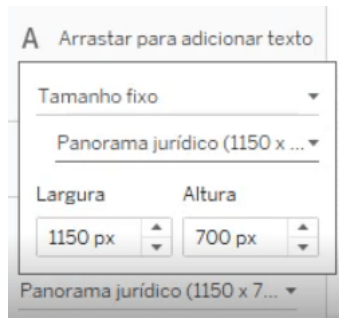 A Arrastar para adicionar texto
Tamanho fixo
Panorama jurídico (1150 x ...
Largura Altura
1150 px 700 px
Panorama jurídico (1150 x 7...